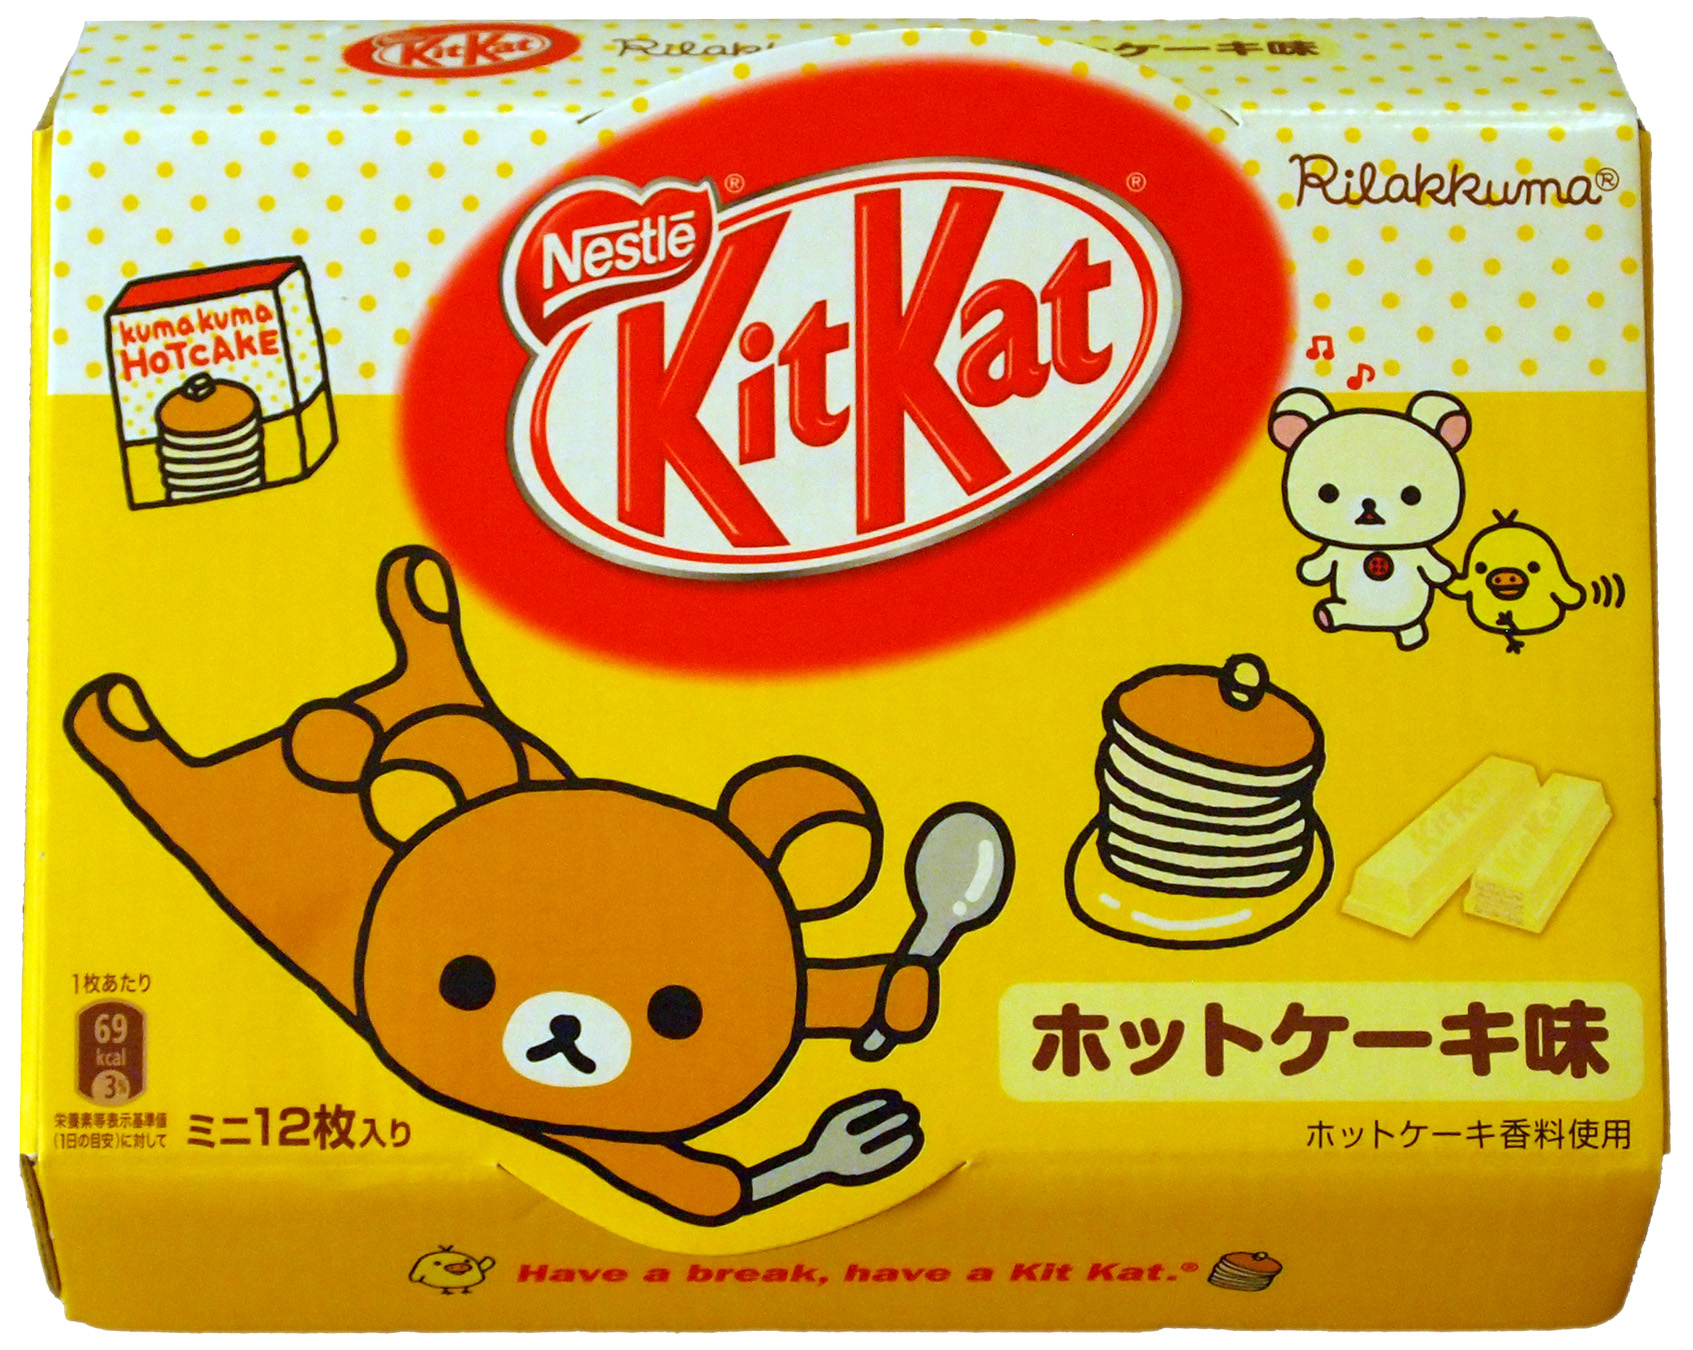 KitKat Rilak ケーキ味
Rilakkuma®
Nestlé® KitKat®
kumakuma
HOTCAKE
KitKat
KitKat
1枚あたり
69
kcal
3%
栄養素等表示基準値
(1日の目安)に対して
ミニ12枚入り
ホットケーキ味
ホットケーキ香料使用
Have a break, have a Kit Kat.®